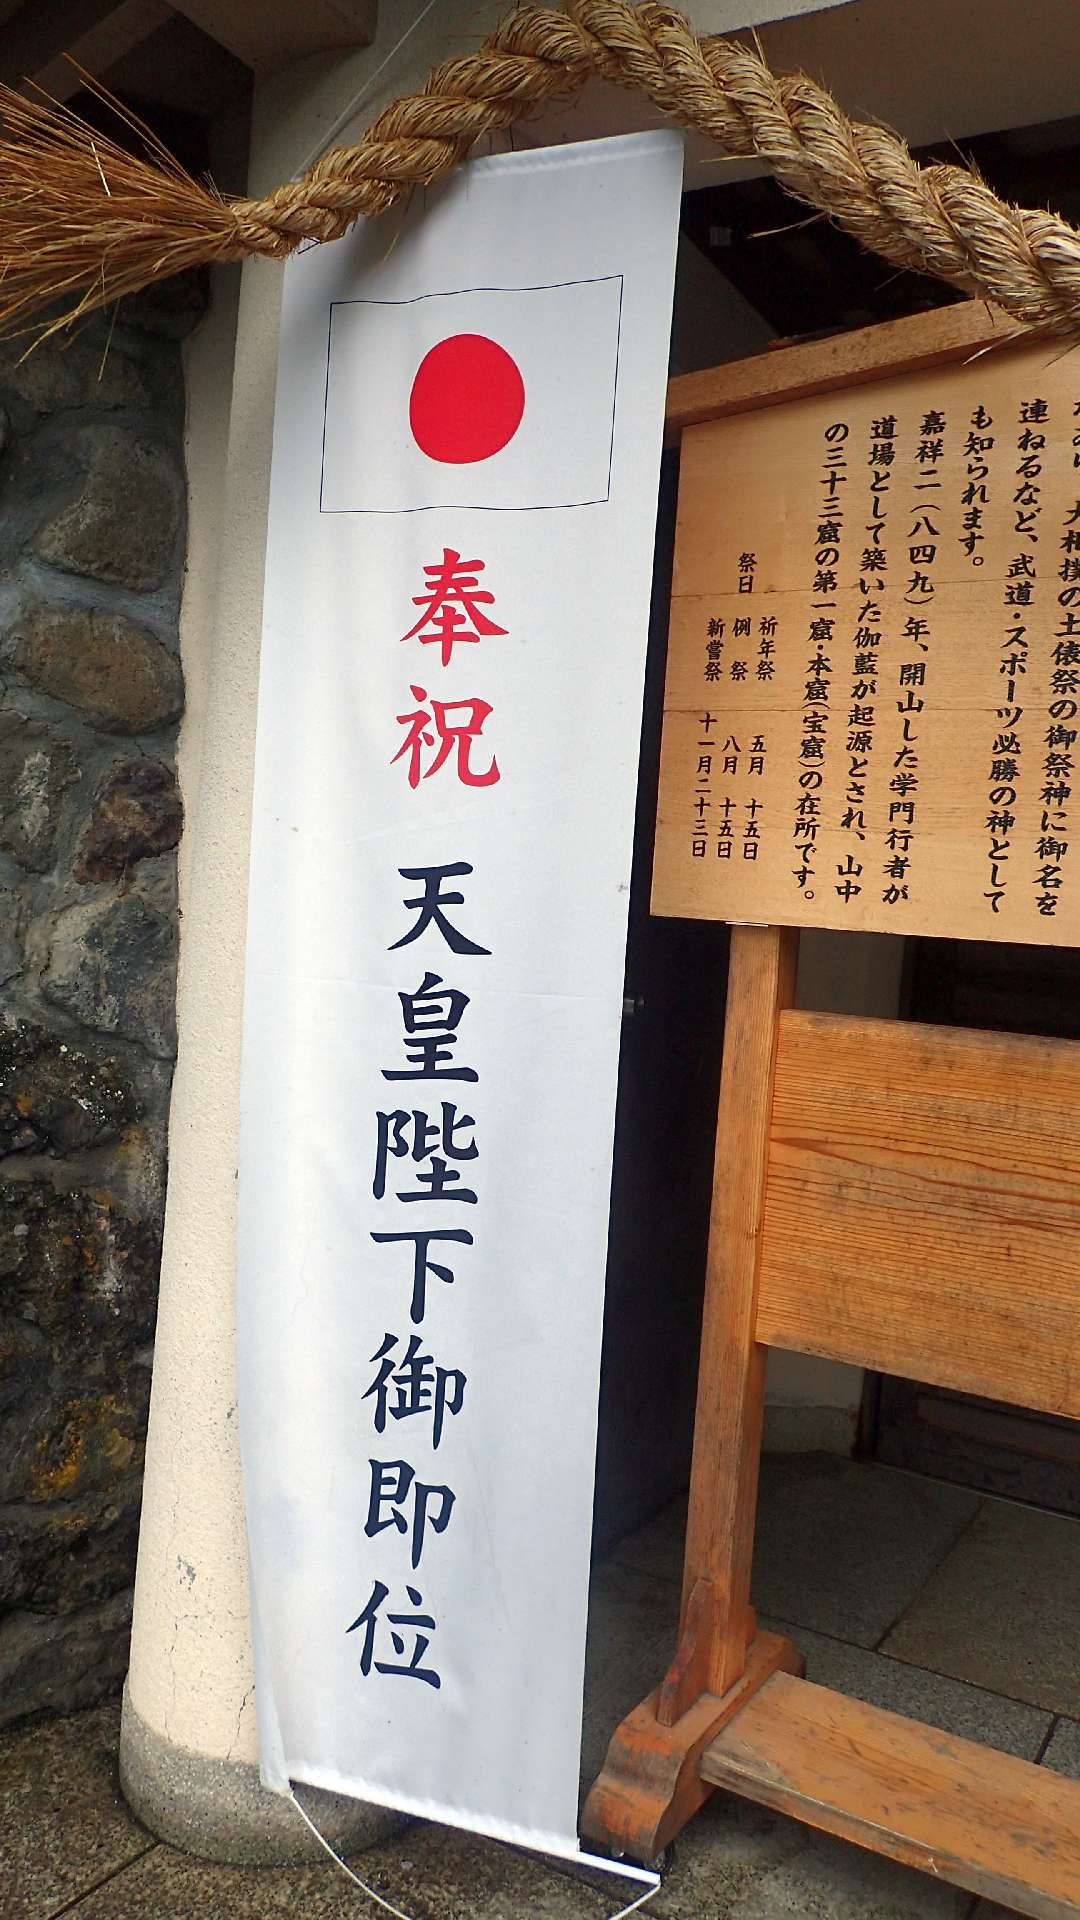 奉祝 天皇陛下御即位
大相撲の土俵祭の御祭神に御名を
連ねるなど、武道・スポーツ必勝の神として
も知られます。
嘉祥二（八四九）年、開山した学門行者が
道場として築いた伽藍が起源とされ、山中
の三十三窟の第一窟・本窟（宝窟）の在所です。
祭日 祈年祭 五月 十五日
例祭 八月 十五日
新嘗祭 十一月二十三日